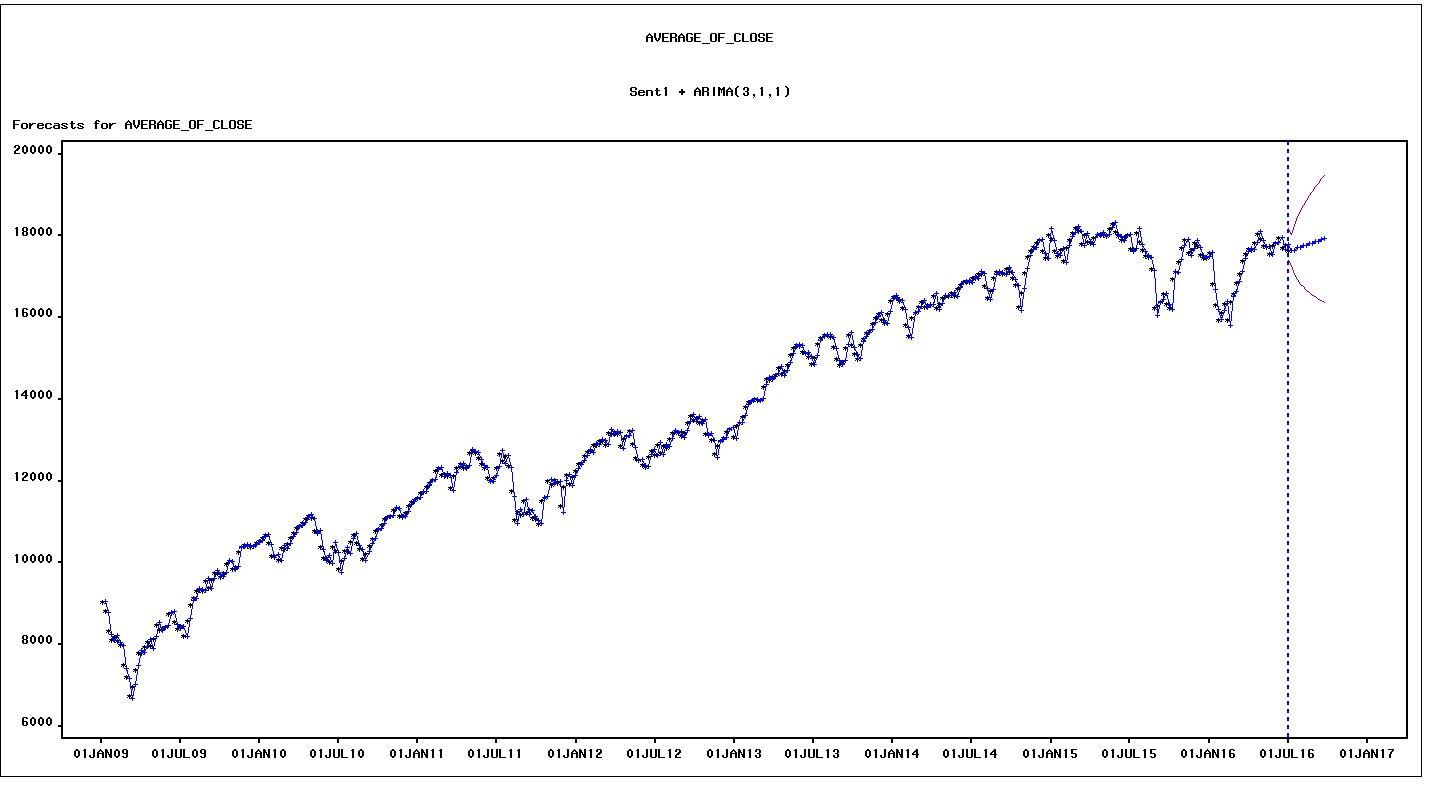 AVERAGE_OF_CLOSE
Sent1 + ARIMA(3,1,1)
Forecasts for AVERAGE_OF_CLOSE
20000
18000
16000
14000
12000
10000
8000
6000
01JAN09 01JUL09 01JAN10 01JUL10 01JAN11 01JUL11 01JAN12 01JUL12 01JAN13 01JUL13 01JAN14 01JUL14 01JAN15 01JUL15 01JAN16 01JUL16 01JAN17